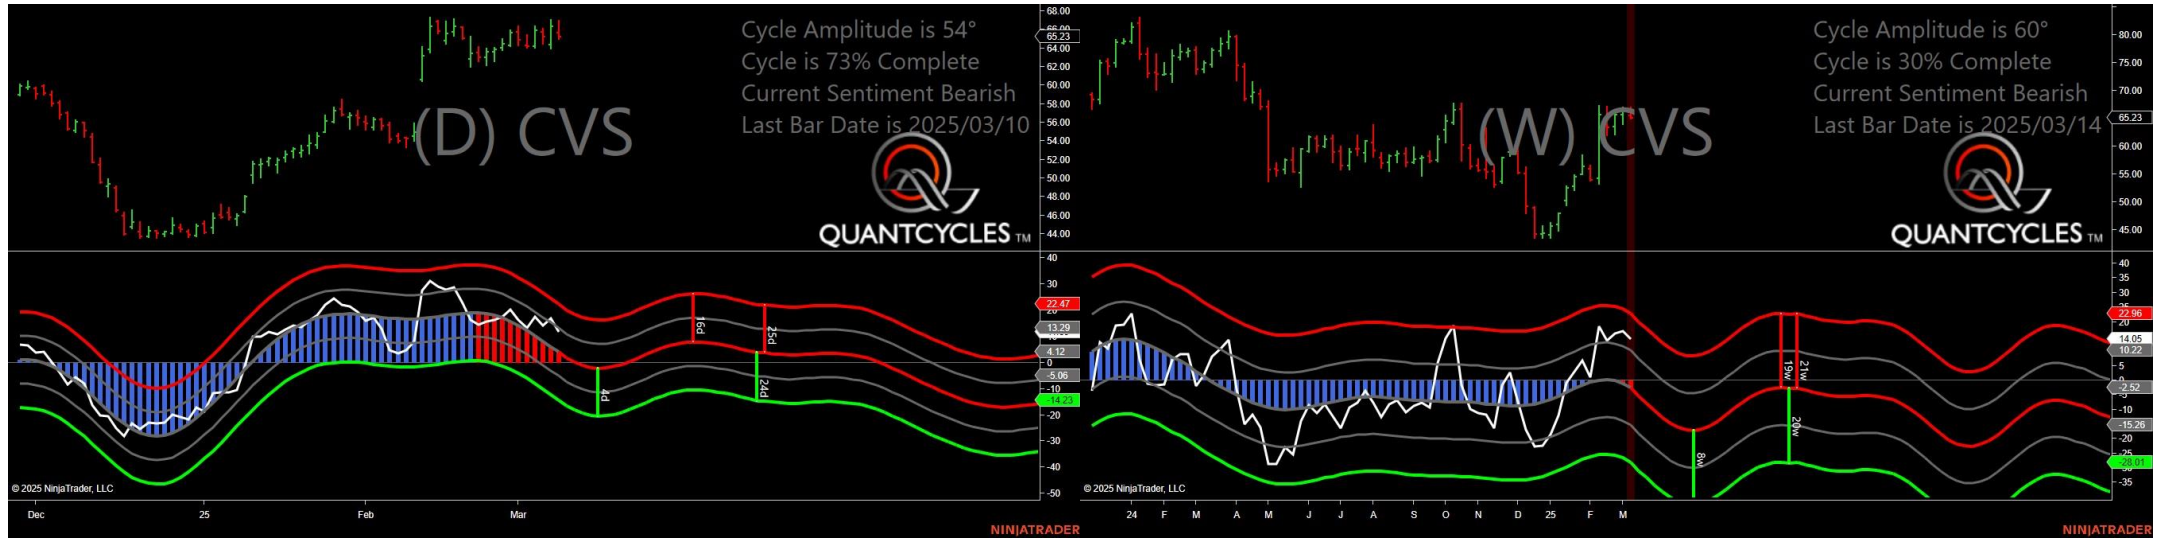 Cycle Amplitude is 54°
Cycle is 73% Complete
Current Sentiment Bearish
Last Bar Date is 2025/03/10
(D) CVS
QUANTCYCLES TM
68.00
65.23
64.00
62.00
60.00
58.00
56.00
54.00
52.00
50.00
48.00
46.00
44.00
40
30
22.47
13.29
4.12
0
-5.06
-10
-14.23
-20
-30
-40
-50
4d
16d
25d
24d
© 2025 NinjaTrader, LLC
Dec
25
Feb
Mar
NINJATRADER
Cycle Amplitude is 60°
Cycle is 30% Complete
Current Sentiment Bearish
Last Bar Date is 2025/03/14
(W) CVS
QUANTCYCLES TM
80.00
75.00
70.00
65.23
60.00
55.00
50.00
45.00
40
35
30
25
22.96
20
14.05
10.22
5
0
-2.52
-5
-10
-15.26
-20
-25
-28.01
-35
8w
19w
21w
20w
© 2025 NinjaTrader, LLC
24
F
M
A
M
J
J
A
S
O
N
D
25
F
M
NINJATRADER